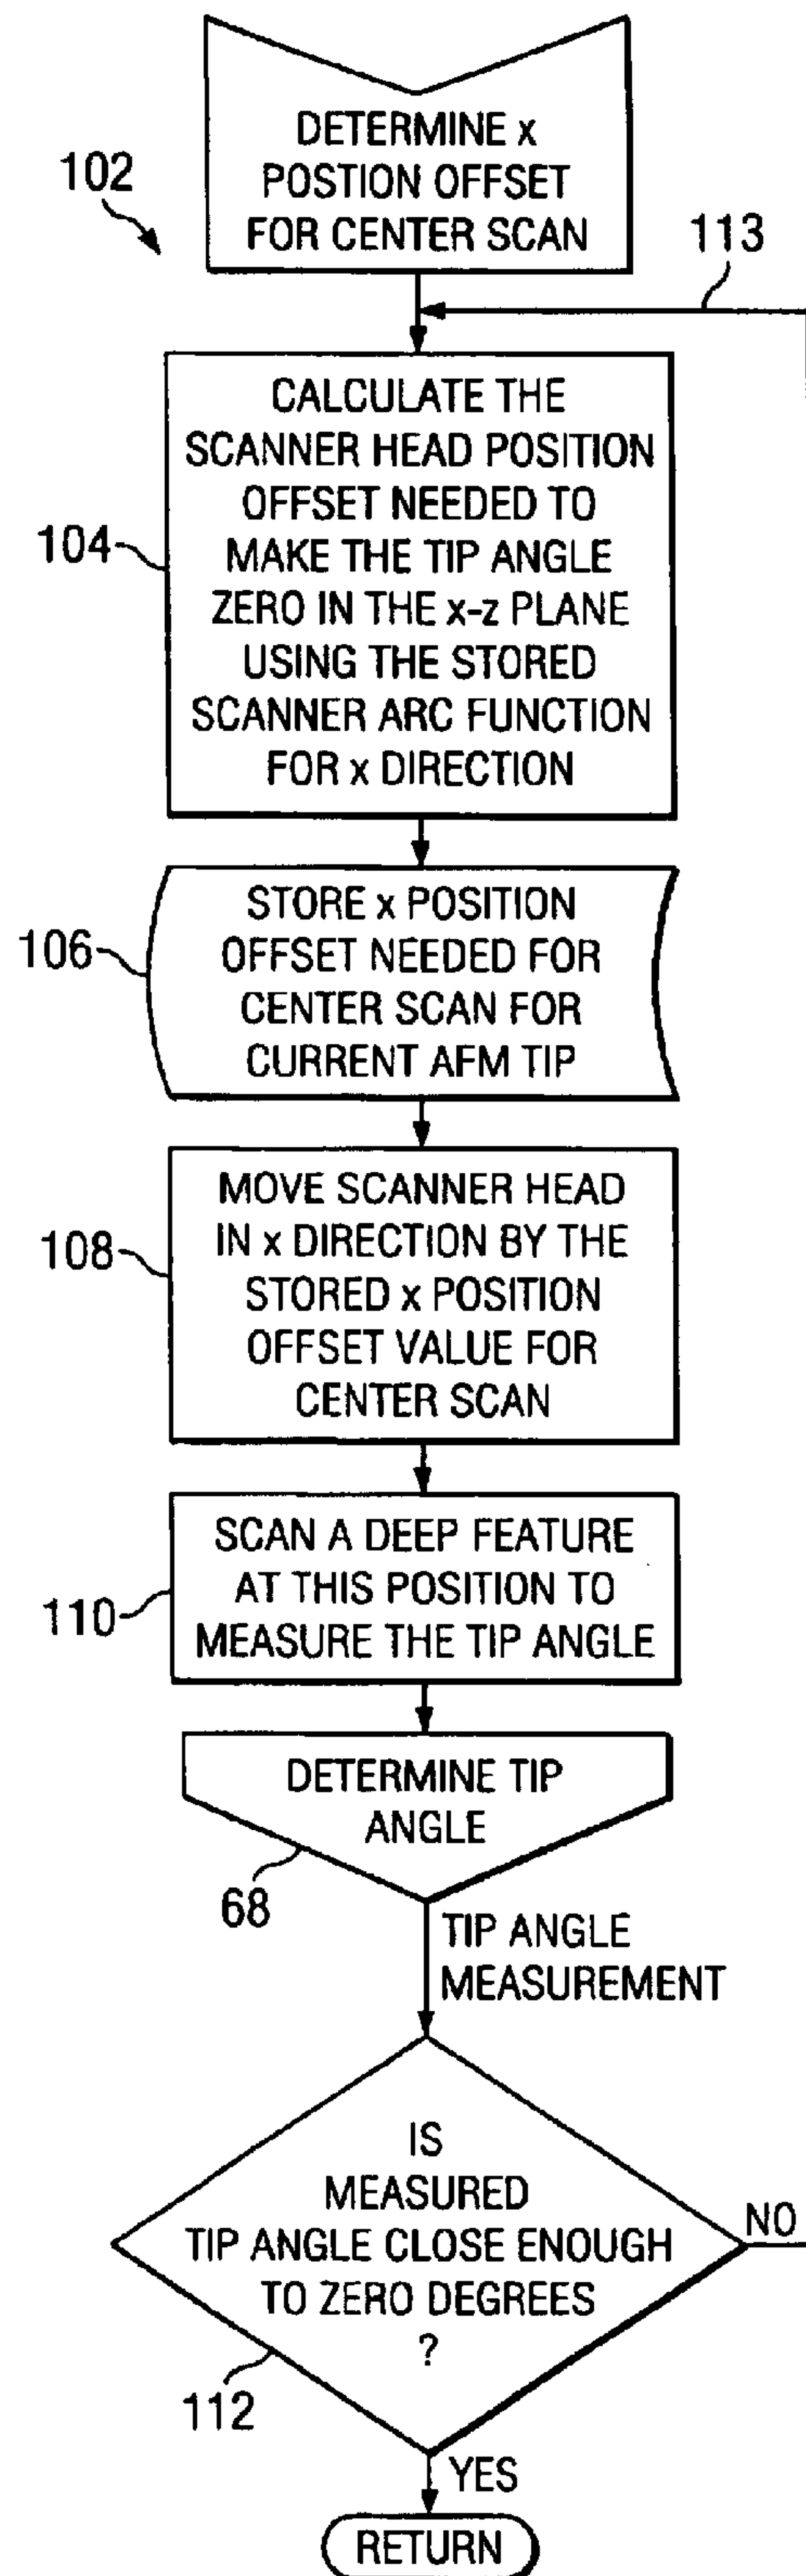 DETERMINE x
POSTION OFFSET
FOR CENTER SCAN
102
113
CALCULATE THE
SCANNER HEAD POSITION
OFFSET NEEDED TO
MAKE THE TIP ANGLE
ZERO IN THE x-z PLANE
USING THE STORED
SCANNER ARC FUNCTION
FOR x DIRECTION
104
STORE x POSITION
OFFSET NEEDED FOR
CENTER SCAN FOR
CURRENT AFM TIP
106
MOVE SCANNER HEAD
IN x DIRECTION BY THE
STORED x POSITION
OFFSET VALUE FOR
CENTER SCAN
108
SCAN A DEEP FEATURE
AT THIS POSITION TO
MEASURE THE TIP ANGLE
110
DETERMINE TIP
ANGLE
68
TIP ANGLE
MEASUREMENT
IS
MEASURED
TIP ANGLE CLOSE ENOUGH
TO ZERO DEGREES
?
NO
112
YES
RETURN